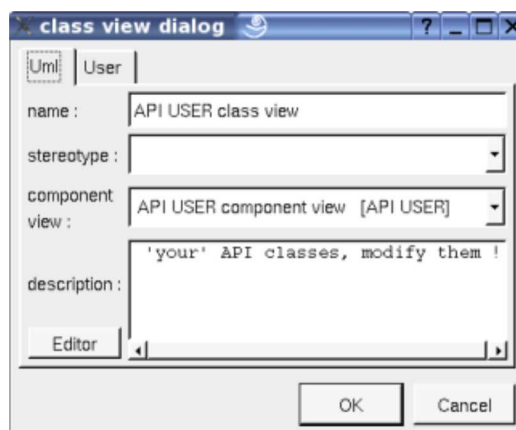 class view dialog
?
Uml
User
name :
API USER class view
stereotype :
component
view :
API USER component view [API USER]
description :
'your' API classes, modify them !
Editor
OK
Cancel